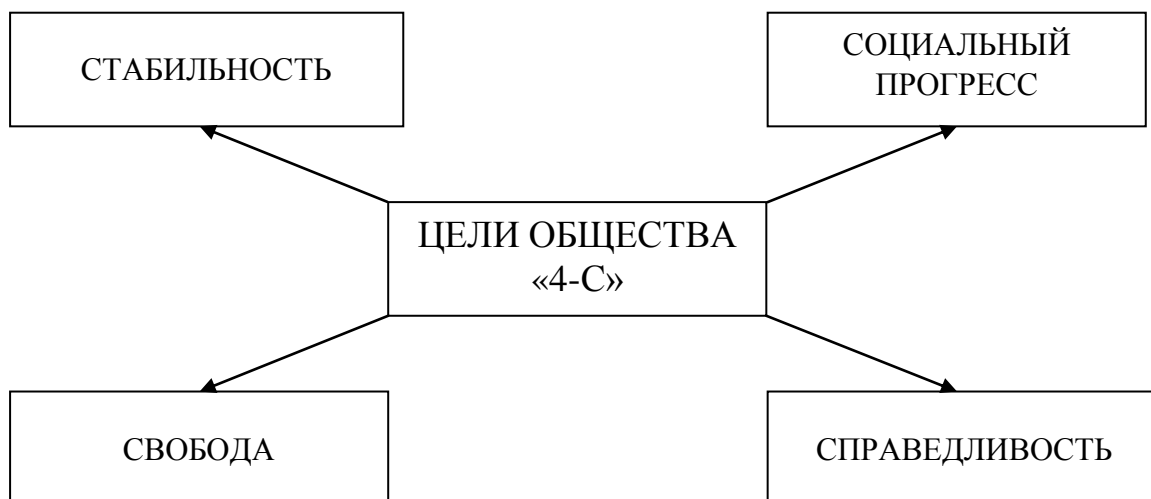 СТАБИЛЬНОСТЬ
СОЦИАЛЬНЫЙ
ПРОГРЕСС
ЦЕЛИ ОБЩЕСТВА
«4-С»
СВОБОДА
СПРАВЕДЛИВОСТЬ